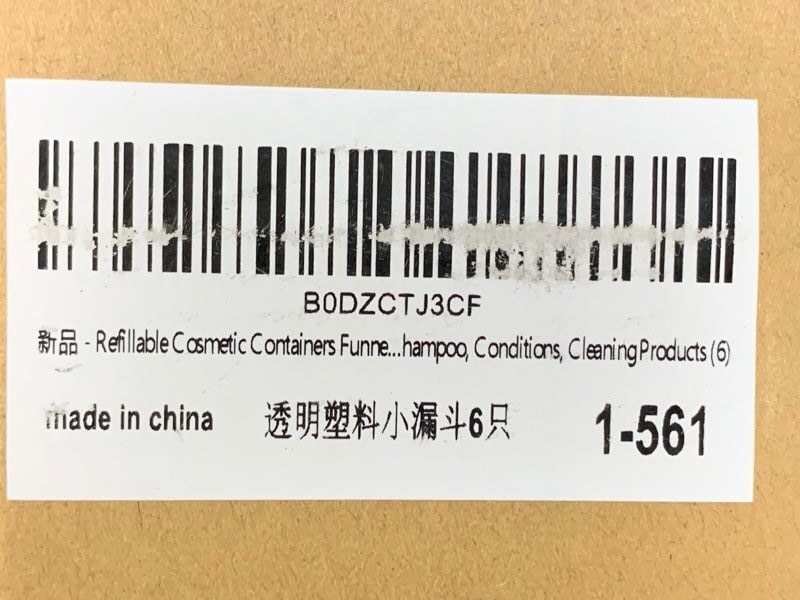 B0DZCTJ3CF
新品 - Refillable Cosmetic Containers Funne...hampoo, Conditions, Cleaning Products (6)
made in china 透明塑料小漏斗6只 1-561